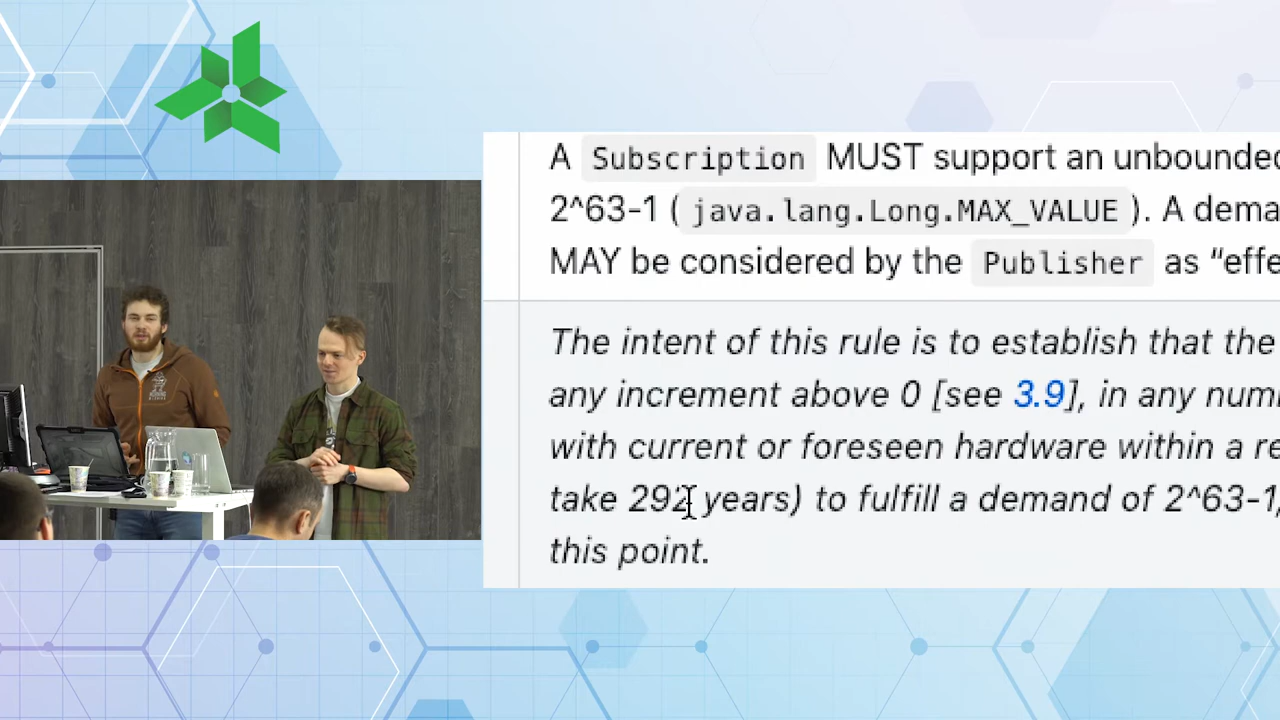 A Subscription MUST support an unbounded
2^63-1 (java.lang.Long.MAX_VALUE). A dema
MAY be considered by the Publisher as “effe
The intent of this rule is to establish that the
any increment above 0 [see 3.9], in any num
with current or foreseen hardware within a re
take 292 years) to fulfill a demand of 2^63-1,
this point.